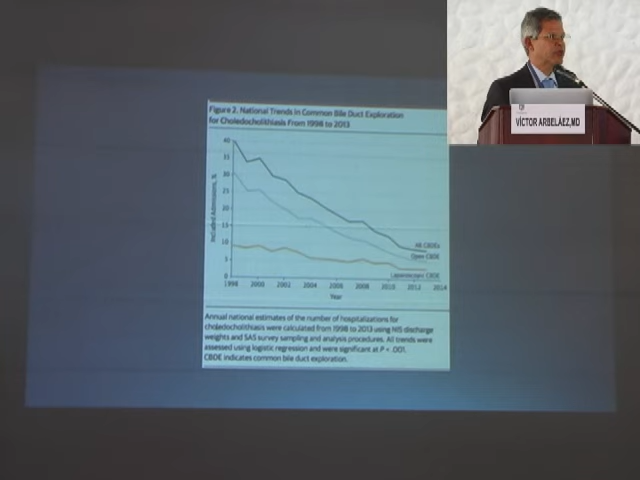 VÍCTOR ARBELÁEZ,MD
Figure 2. National Trends in Common Bile Duct Exploration
for Choledocholithiasis From 1998 to 2013
40
35
30
25
20
15
10
5
0
Included Admissions, %
All CBDEs
Open CBDE
Laparoscopic CBDE
1998 2000 2002 2004 2006 2008 2010 2012 2014
Year
Annual national estimates of the number of hospitalizations for
choledocholithiasis were calculated from 1998 to 2013 using NIS discharge
weights and SAS survey sampling and analysis procedures. All trends were
assessed using logistic regression and were significant at P < .001.
CBDE indicates common bile duct exploration.